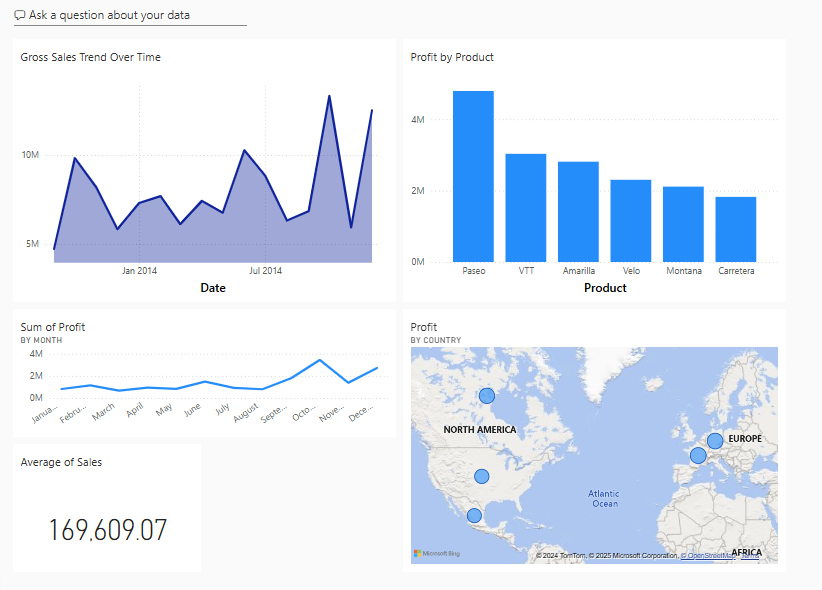 Ask a question about your data
Gross Sales Trend Over Time
10M
5M
Jan 2014
Jul 2014
Date
Profit by Product
4M
2M
0M
Paseo
VTT
Amarilla
Velo
Montana
Carretera
Product
Sum of Profit
BY MONTH
4M
2M
0M
Janua...
Febru...
March
April
May
June
July
August
Septe...
Octo...
Nove...
Dece...
Average of Sales
169,609.07
Profit
BY COUNTRY
NORTH AMERICA
EUROPE
Atlantic
Ocean
AFRICA
Microsoft Bing
© 2024 TomTom, © 2025 Microsoft Corporation, © OpenStreetMap Terms